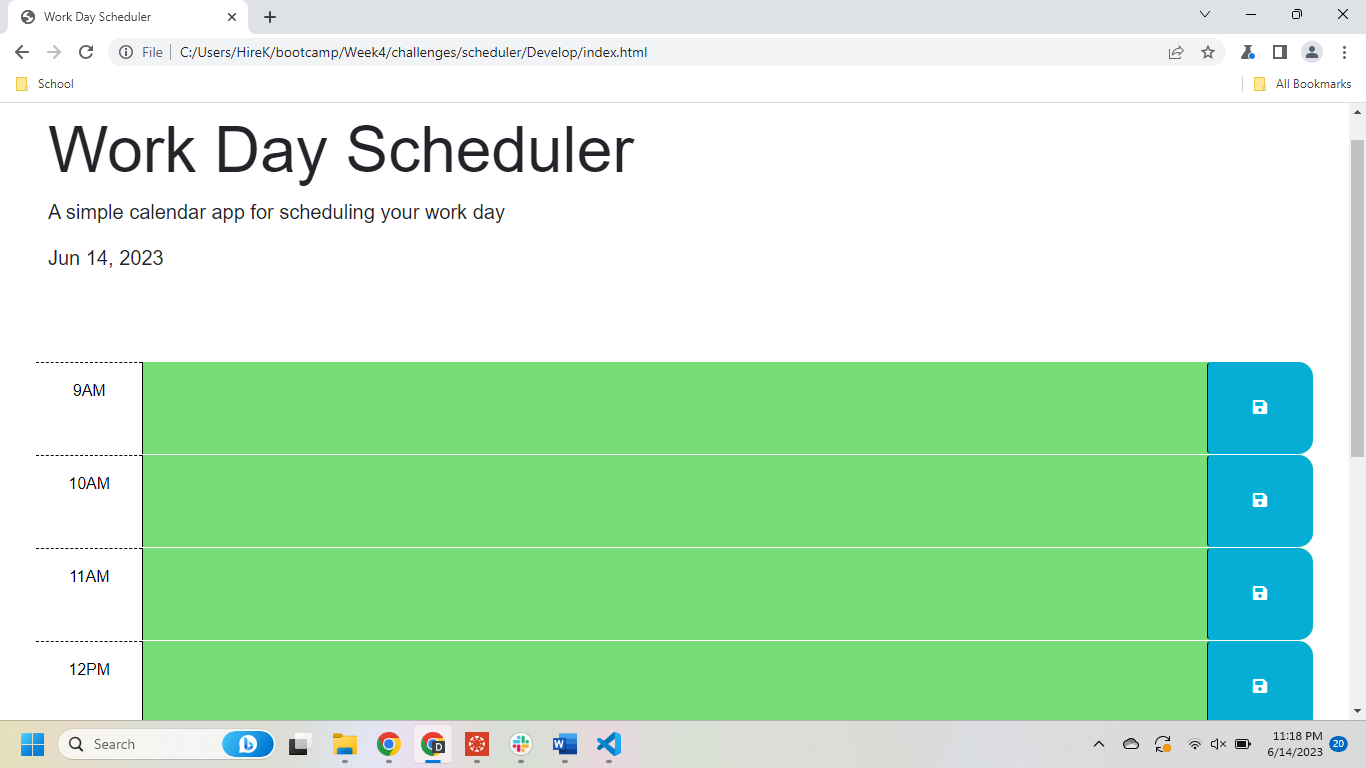 Work Day Scheduler
File
C:/Users/HireK/bootcamp/Week4/challenges/scheduler/Develop/index.html
School
All Bookmarks
Work Day Scheduler
A simple calendar app for scheduling your work day
Jun 14, 2023
9AM
10AM
11AM
12PM
Search
D
W
11:18 PM
6/14/2023
20